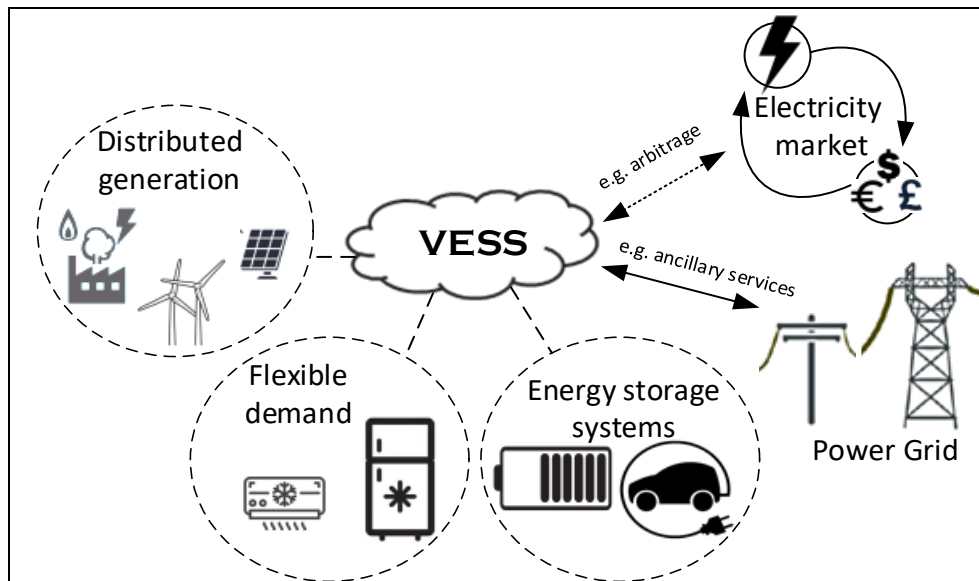 Distributed
generation
VESS
e.g. arbitrage
Electricity
market
$
€ £
e.g. ancillary services
Power Grid
Flexible
demand
Energy storage
systems